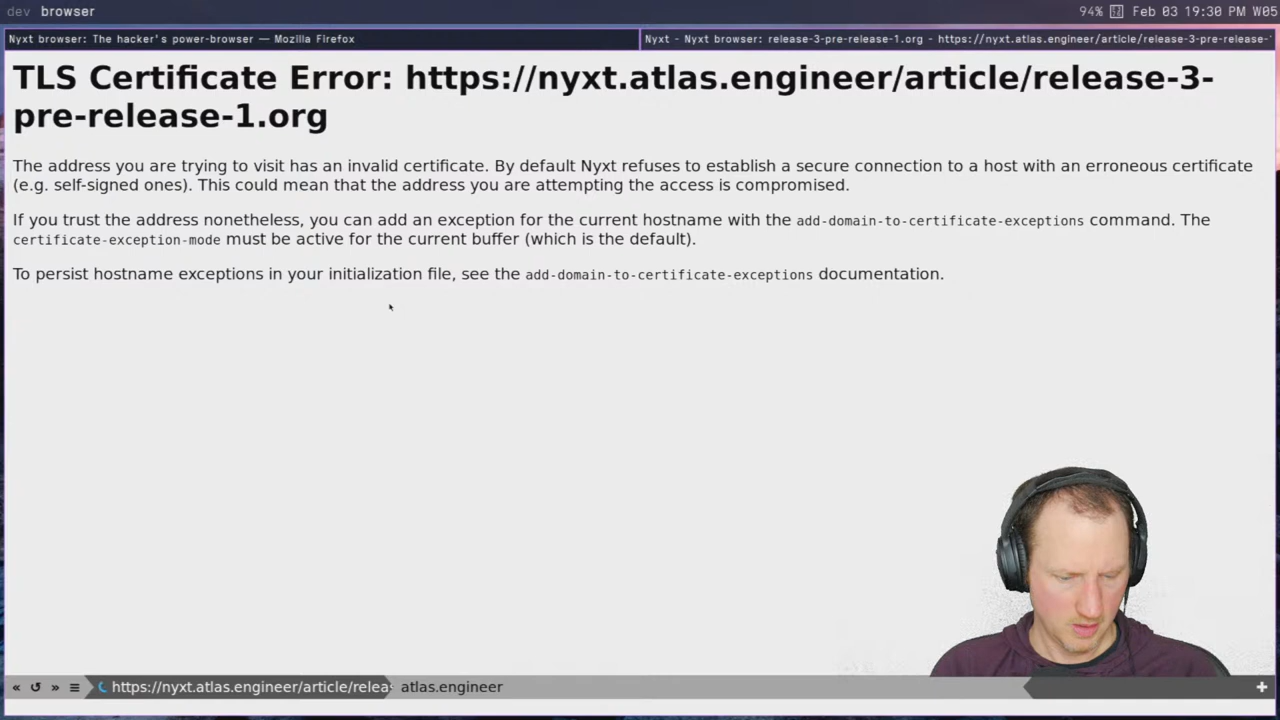 dev browser
94% Feb 03 19:30 PM W05
Nyxt browser: The hacker's power-browser — Mozilla Firefox
Nyxt - Nyxt browser: release-3-pre-release-1.org - https://nyxt.atlas.engineer/article/release-3-pre-release-
TLS Certificate Error: https://nyxt.atlas.engineer/article/release-3-
pre-release-1.org
The address you are trying to visit has an invalid certificate. By default Nyxt refuses to establish a secure connection to a host with an erroneous certificate
(e.g. self-signed ones). This could mean that the address you are attempting the access is compromised.
If you trust the address nonetheless, you can add an exception for the current hostname with the add-domain-to-certificate-exceptions command. The
certificate-exception-mode must be active for the current buffer (which is the default).
To persist hostname exceptions in your initialization file, see the add-domain-to-certificate-exceptions documentation.
« ↺ » ≡ https://nyxt.atlas.engineer/article/relea atlas.engineer +